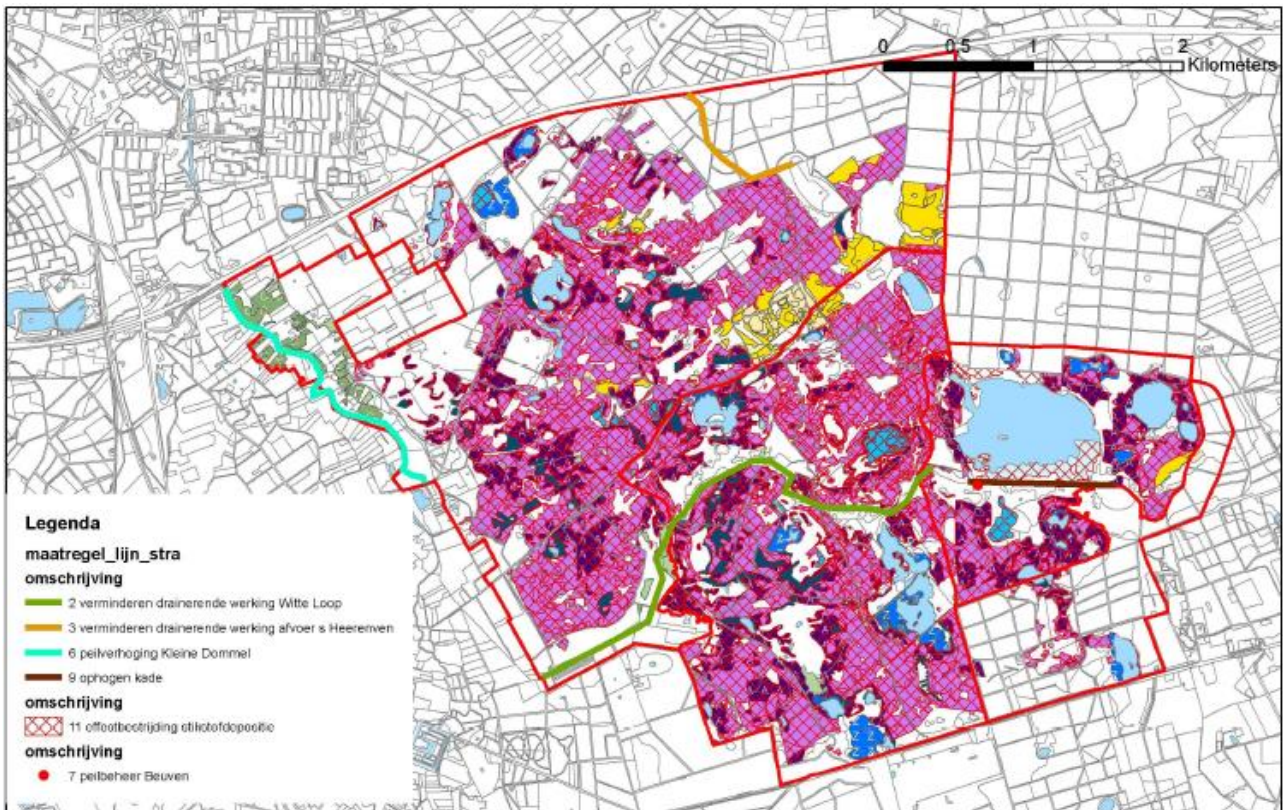 0 0.5 1 2
Kilometers
Legenda
maatregel_lijn_stra
omschrijving
2 verminderen drainerende werking Witte Loop
3 verminderen drainerende werking afvoer s Heerenven
6 peilverhoging Kleine Dommel
9 ophogen kade
omschrijving
11 effectbestrijding stikstofdepositie
omschrijving
7 peilbeheer Beuven